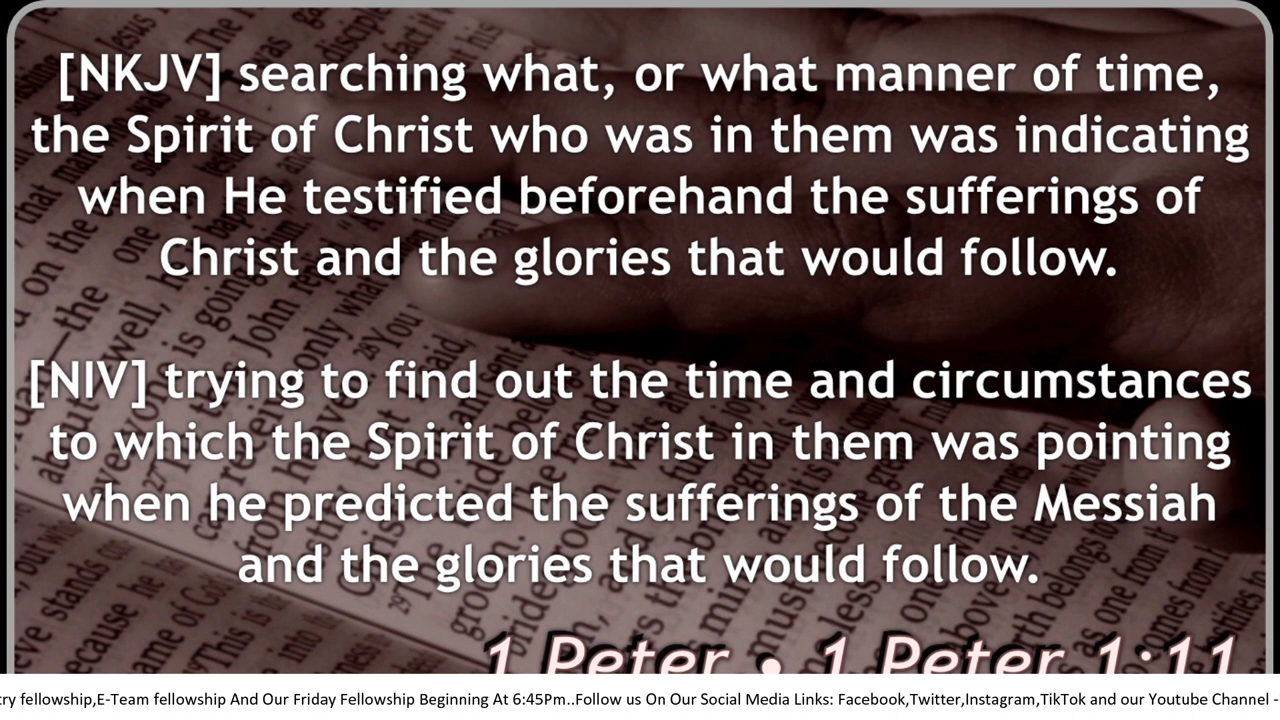 [NKJV] searching what, or what manner of time,
the Spirit of Christ who was in them was indicating
when He testified beforehand the sufferings of
Christ and the glories that would follow.
[NIV] trying to find out the time and circumstances
to which the Spirit of Christ in them was pointing
when he predicted the sufferings of the Messiah
and the glories that would follow.
1 Peter • 1 Peter 1:11
fellowship,E-Team fellowship And Our Friday Fellowship Beginning At 6:45Pm..Follow us On Our Social Media Links: Facebook,Twitter,Instagram,TikTok and our Youtube Channel -